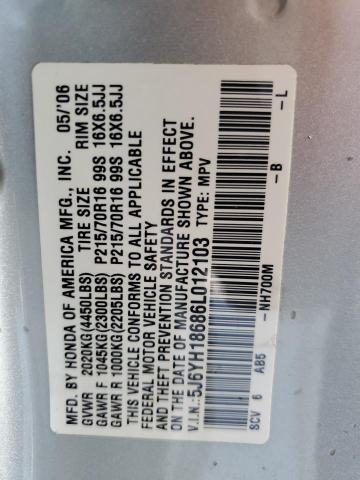 MFD. BY HONDA OF AMERICA MFG., INC. 05/'06
GVWR 2020KG(4450LBS) TIRE SIZE RIM SIZE
GAWR F 1045KG(2300LBS) P215/70R16 99S 16X6.5JJ
GAWR R 1000KG(2205LBS) P215/70R16 99S 16X6.5JJ
THIS VEHICLE CONFORMS TO ALL APPLICABLE
FEDERAL MOTOR VEHICLE SAFETY
AND THEFT PREVENTION STANDARDS IN EFFECT
ON THE DATE OF MANUFACTURE SHOWN ABOVE.
V.I.N.:5J6YH18686L012103 TYPE: MPV
SCV 6 A85 -NH700M -B -L